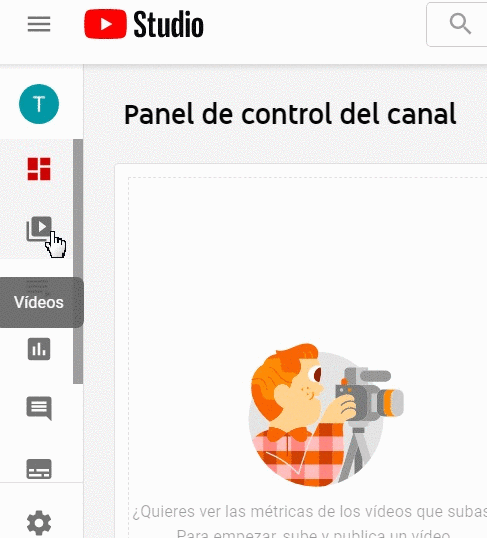 Studio
T
Panel de control del canal
Vídeos
¿Quieres ver las métricas de los vídeos que subas
Para empezar, sube y publica un vídeo